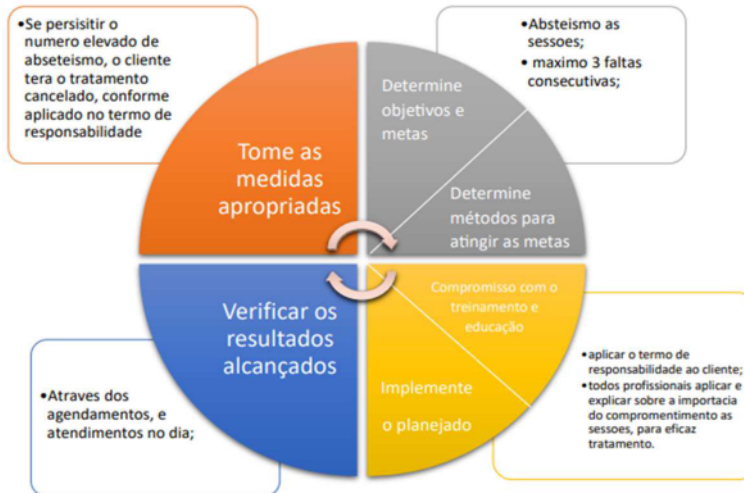 •Se persisitir o
numero elevado de
abseteismo, o cliente
tera o tratamento
cancelado, conforme
aplicado no termo de
responsabilidade
Tome as
medidas
apropriadas
Determine
objetivos e
metas
Determine
métodos para
atingir as metas
•Absteismo as
sessoes;
• maximo 3 faltas
consecutivas;
Verificar os
resultados
alcançados
•Atraves dos
agendamentos, e
atendimentos no dia;
Compromisso com o
treinamento e
educação
Implemente
o planejado
•aplicar o termo de
responsabilidade ao cliente;
•todos profissionais aplicar e
explicar sobre a importacia
do compromentimento as
sessoes, para eficaz
tratamento.